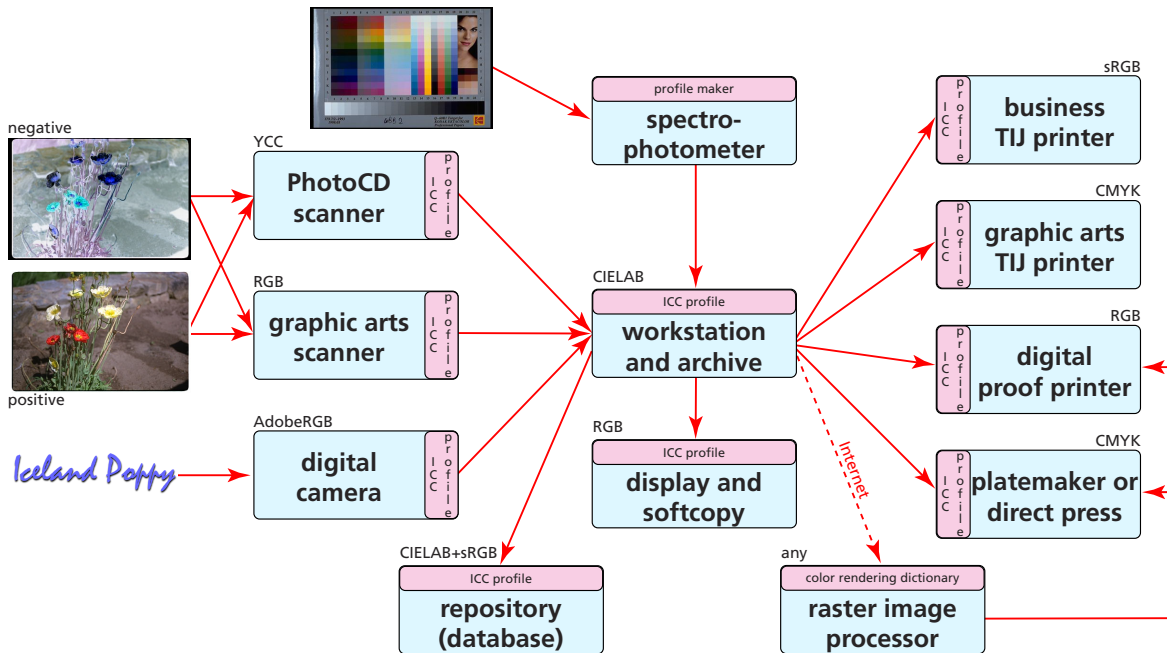 negative
positive
Iceland Poppy
YCC
PhotoCD
scanner
ICC
profile
RGB
graphic arts
scanner
ICC
profile
AdobeRGB
digital
camera
ICC
profile
profile maker
spectro-
photometer
CIELAB
ICC profile
workstation
and archive
RGB
ICC profile
display and
softcopy
CIELAB+sRGB
ICC profile
repository
(database)
Internet
any
color rendering dictionary
raster image
processor
sRGB
ICC
profile
business
TIJ printer
CMYK
ICC
profile
graphic arts
TIJ printer
RGB
ICC
profile
digital
proof printer
CMYK
ICC
profile
platemaker or
direct press